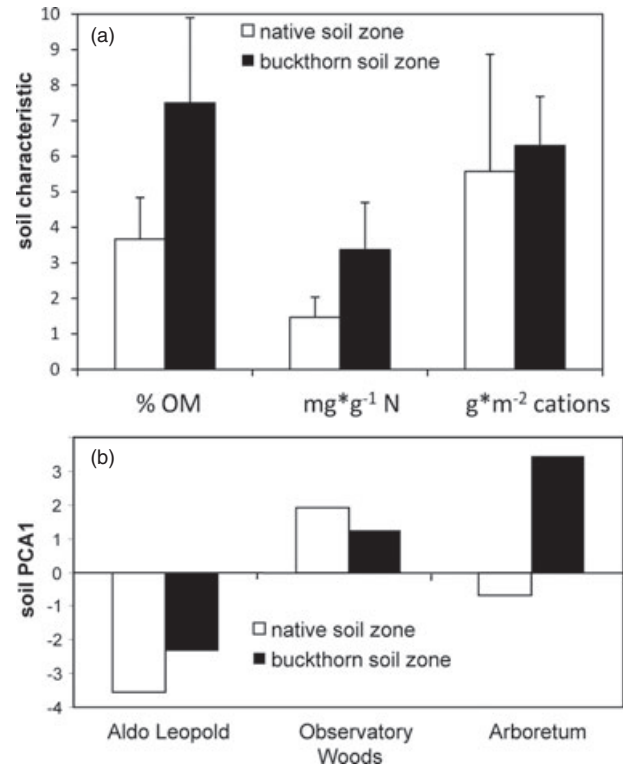 (a)
native soil zone
buckthorn soil zone
soil characteristic
10
9
8
7
6
5
4
3
2
1
0
% OM
mg*g⁻¹ N
g*m⁻² cations
(b)
soil PCA1
3
2
1
0
-1
-2
-3
-4
native soil zone
buckthorn soil zone
Aldo Leopold
Observatory
Woods
Arboretum